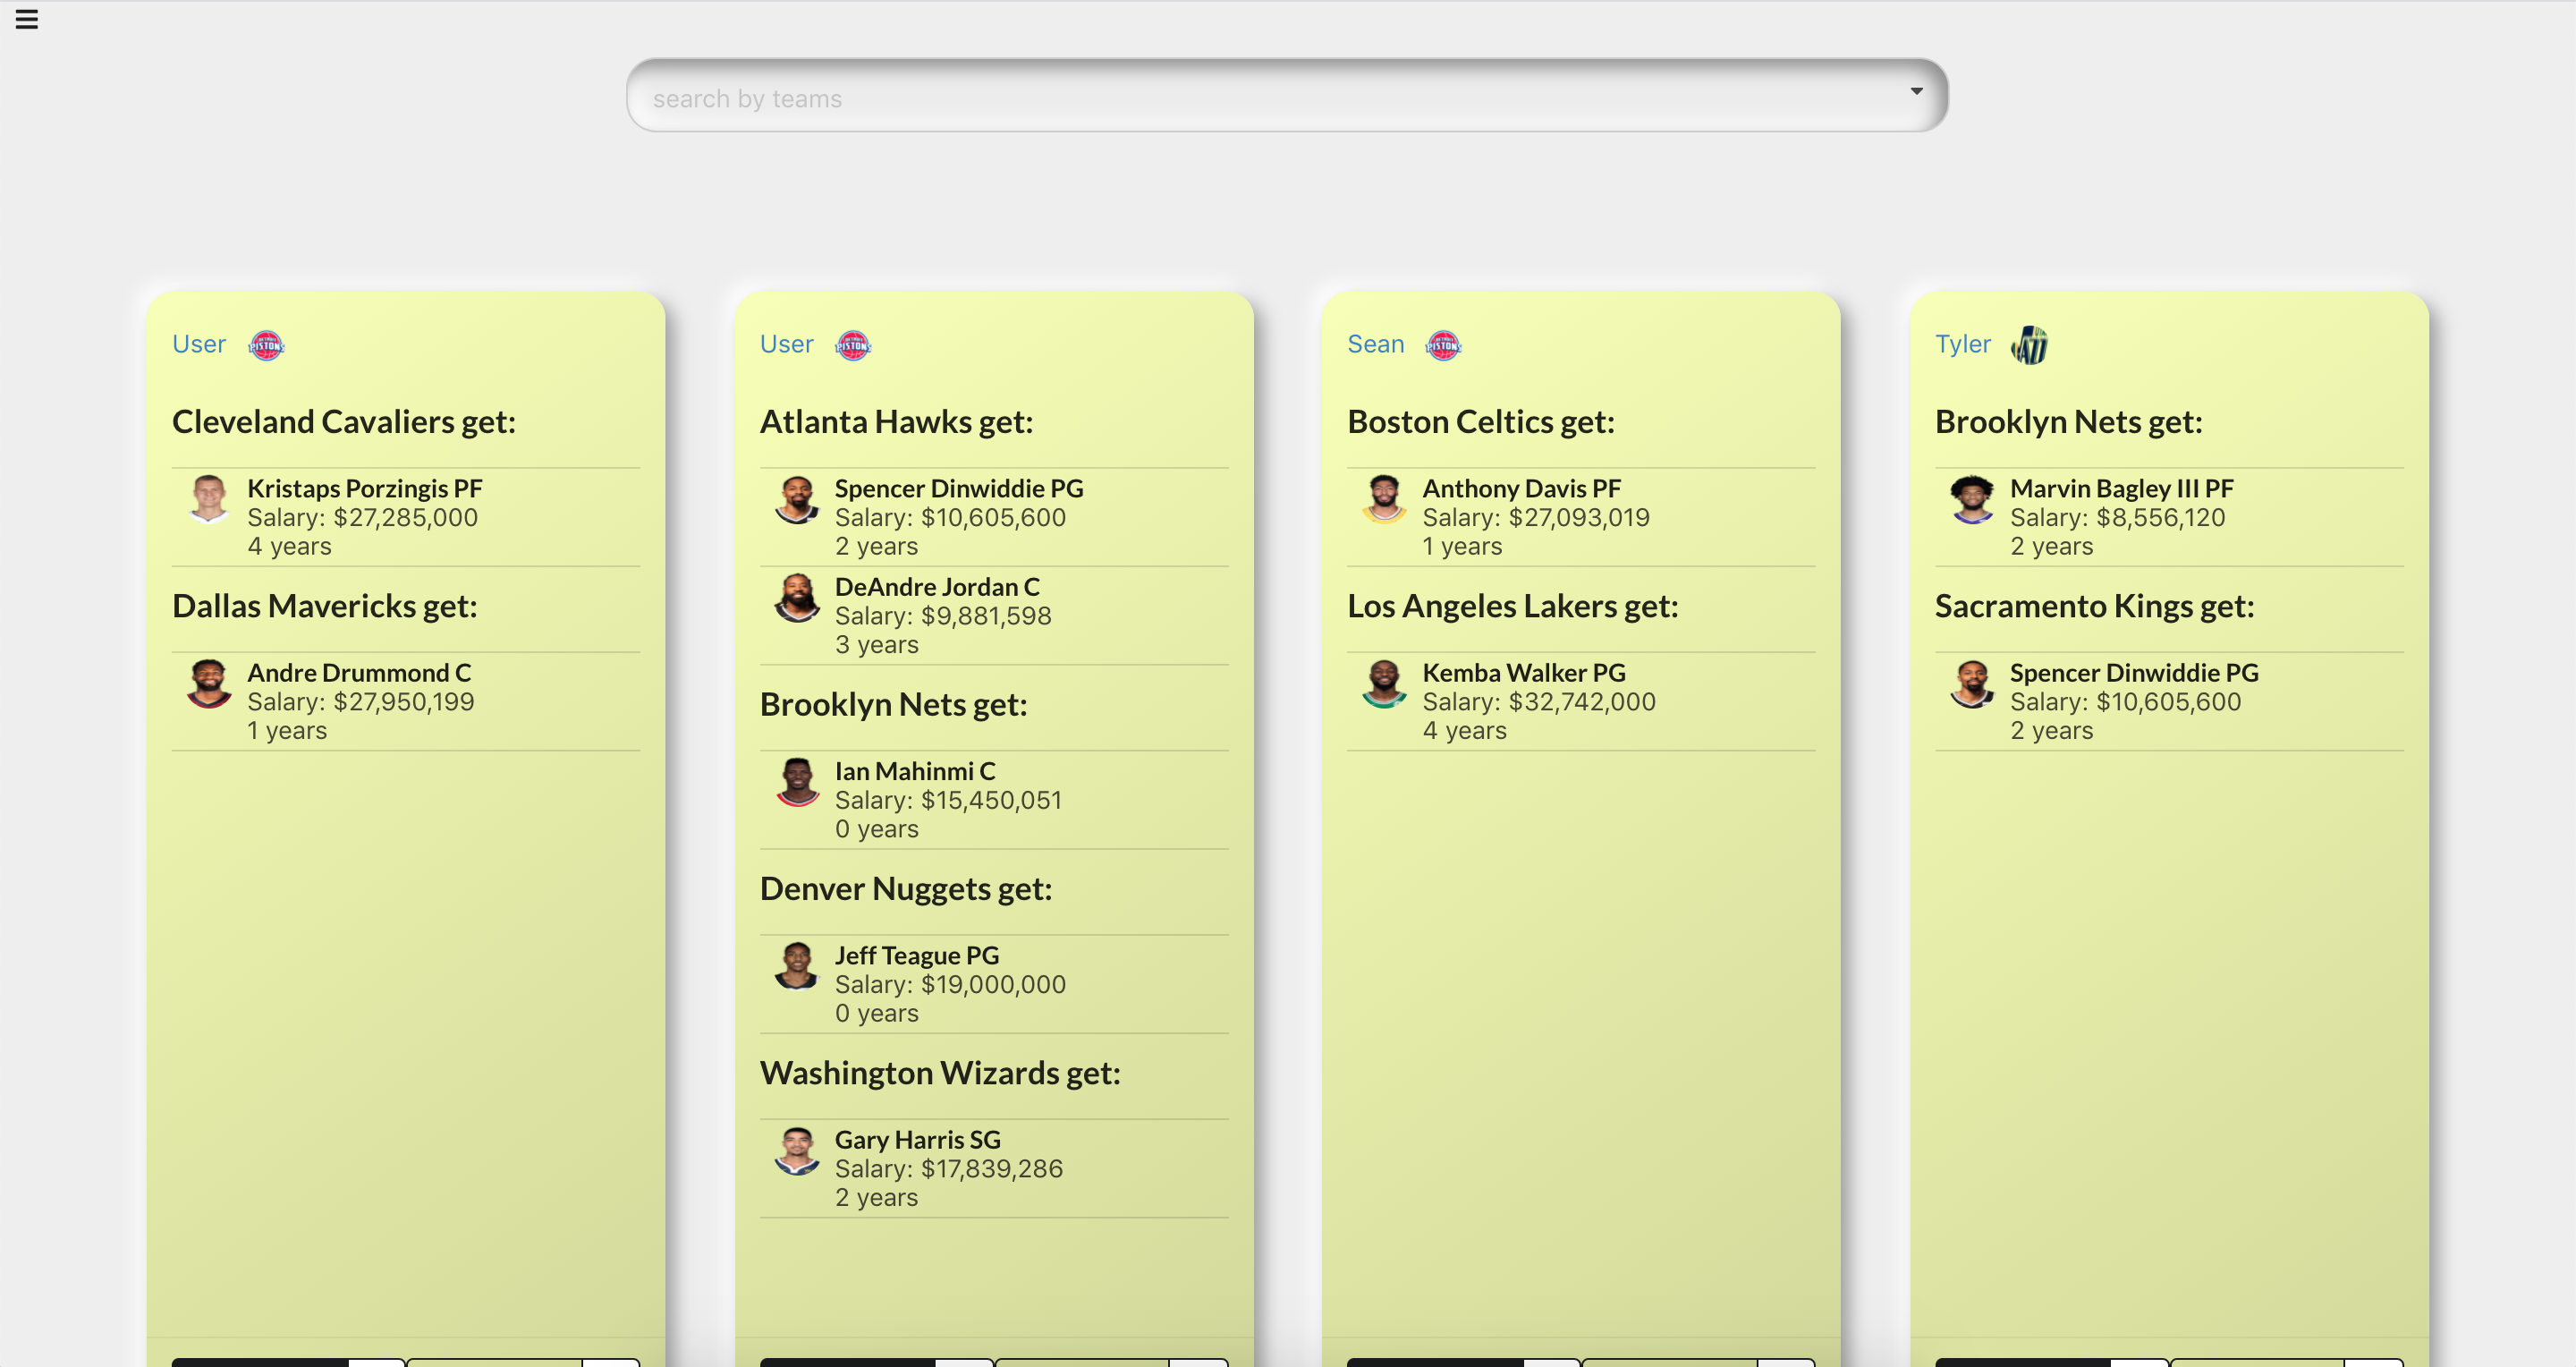 search by teams
User PISTONS
Cleveland Cavaliers get:
Kristaps Porzingis PF
Salary: $27,285,000
4 years
Dallas Mavericks get:
Andre Drummond C
Salary: $27,950,199
1 years
User PISTONS
Atlanta Hawks get:
Spencer Dinwiddie PG
Salary: $10,605,600
2 years
DeAndre Jordan C
Salary: $9,881,598
3 years
Brooklyn Nets get:
Ian Mahinmi C
Salary: $15,450,051
0 years
Denver Nuggets get:
Jeff Teague PG
Salary: $19,000,000
0 years
Washington Wizards get:
Gary Harris SG
Salary: $17,839,286
2 years
Sean PISTONS
Boston Celtics get:
Anthony Davis PF
Salary: $27,093,019
1 years
Los Angeles Lakers get:
Kemba Walker PG
Salary: $32,742,000
4 years
Tyler
Brooklyn Nets get:
Marvin Bagley III PF
Salary: $8,556,120
2 years
Sacramento Kings get:
Spencer Dinwiddie PG
Salary: $10,605,600
2 years